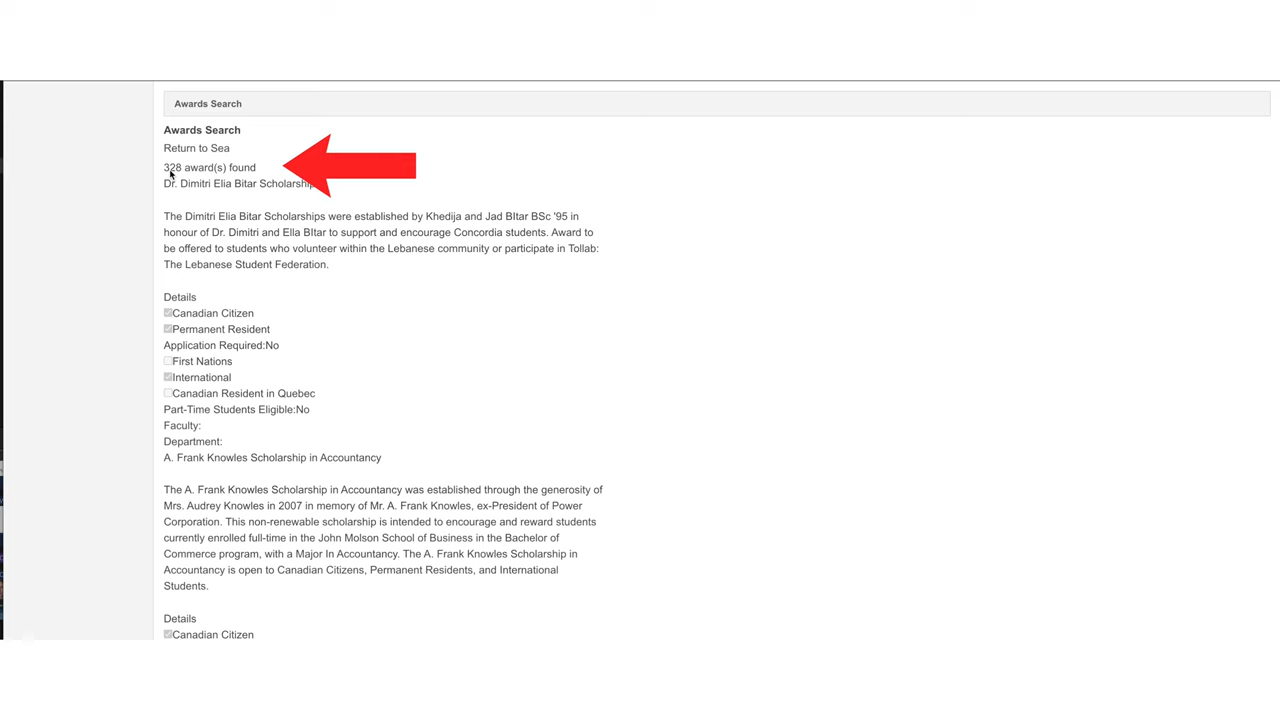 Awards Search
Awards Search
Return to Sea
328 award(s) found
Dr. Dimitri Elia Bitar Scholarship
The Dimitri Elia Bitar Scholarships were established by Khedija and Jad BItar BSc '95 in
honour of Dr. Dimitri and Ella BItar to support and encourage Concordia students. Award to
be offered to students who volunteer within the Lebanese community or participate in Tollab:
The Lebanese Student Federation.
Details
Canadian Citizen
Permanent Resident
Application Required:No
First Nations
International
Canadian Resident in Quebec
Part-Time Students Eligible:No
Faculty:
Department:
A. Frank Knowles Scholarship in Accountancy
The A. Frank Knowles Scholarship in Accountancy was established through the generosity of
Mrs. Audrey Knowles in 2007 in memory of Mr. A. Frank Knowles, ex-President of Power
Corporation. This non-renewable scholarship is intended to encourage and reward students
currently enrolled full-time in the John Molson School of Business in the Bachelor of
Commerce program, with a Major In Accountancy. The A. Frank Knowles Scholarship in
Accountancy is open to Canadian Citizens, Permanent Residents, and International
Students.
Details
Canadian Citizen